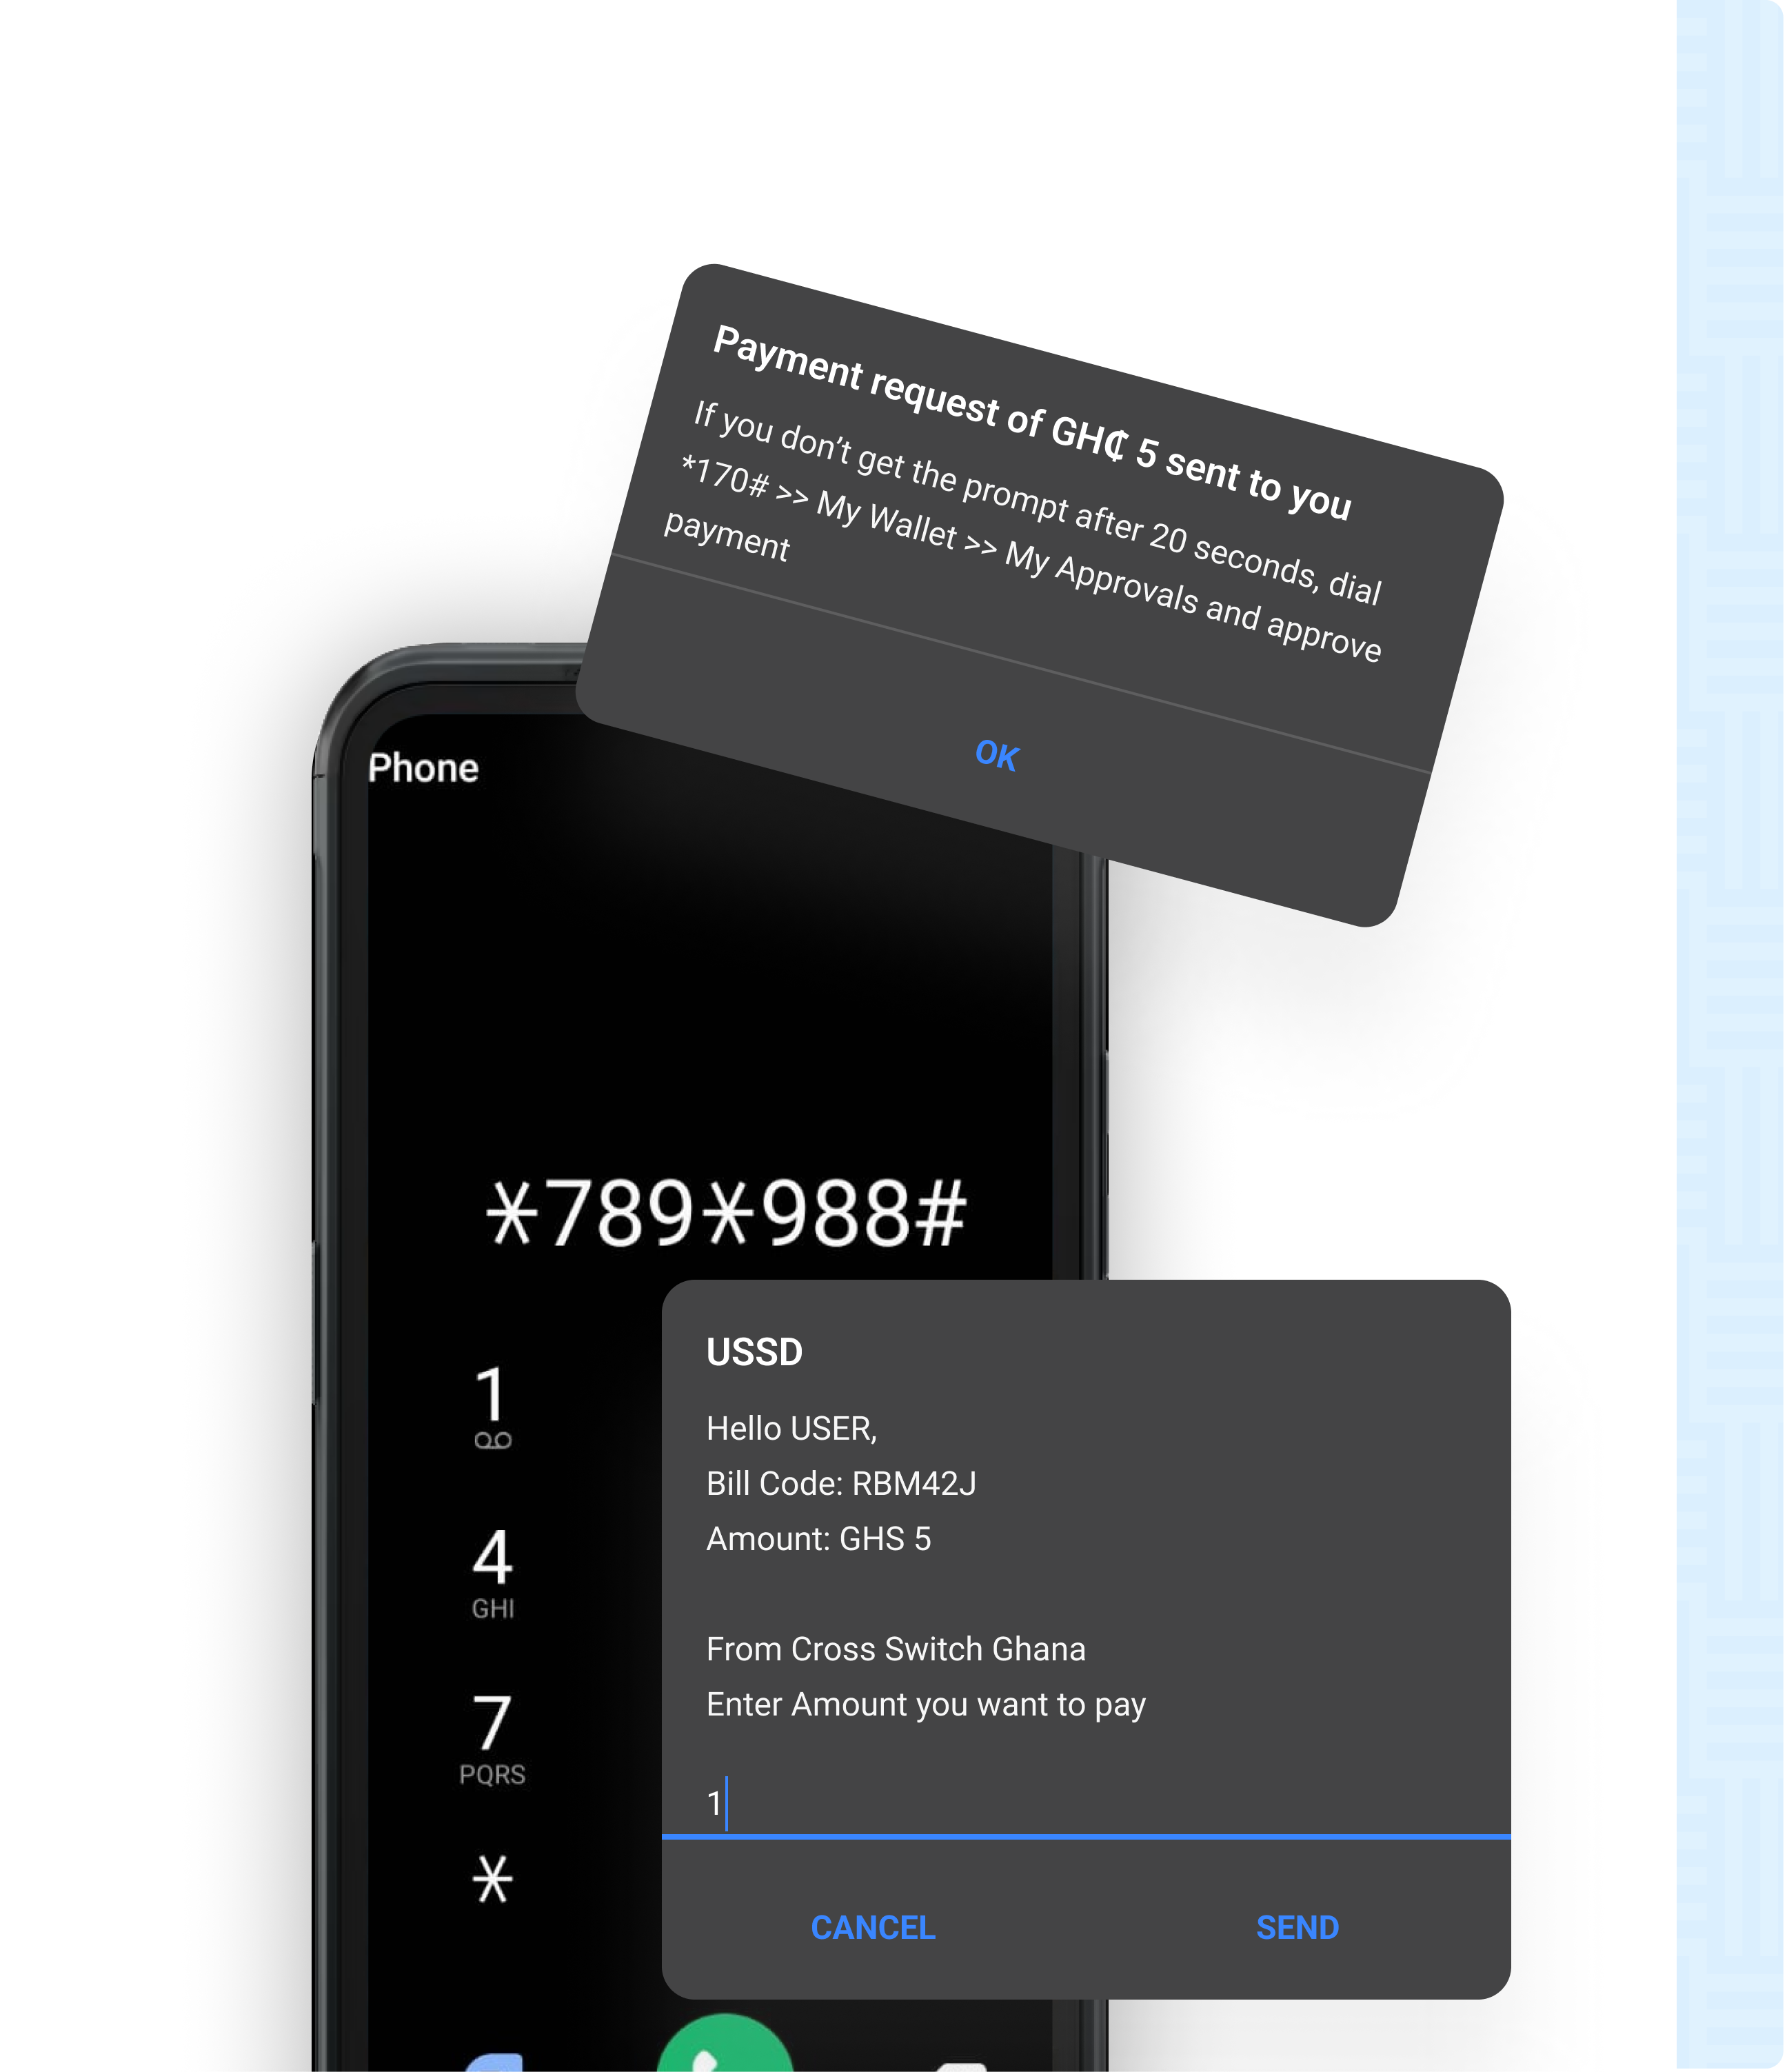 Payment request of GH₵ 5 sent to you
If you don’t get the prompt after 20 seconds, dial
*170# >> My Wallet >> My Approvals and approve
payment
OK
Phone
*789*988#
1
4
GHI
7
PQRS
*
USSD
Hello USER,
Bill Code: RBM42J
Amount: GHS 5
From Cross Switch Ghana
Enter Amount you want to pay
1
CANCEL SEND